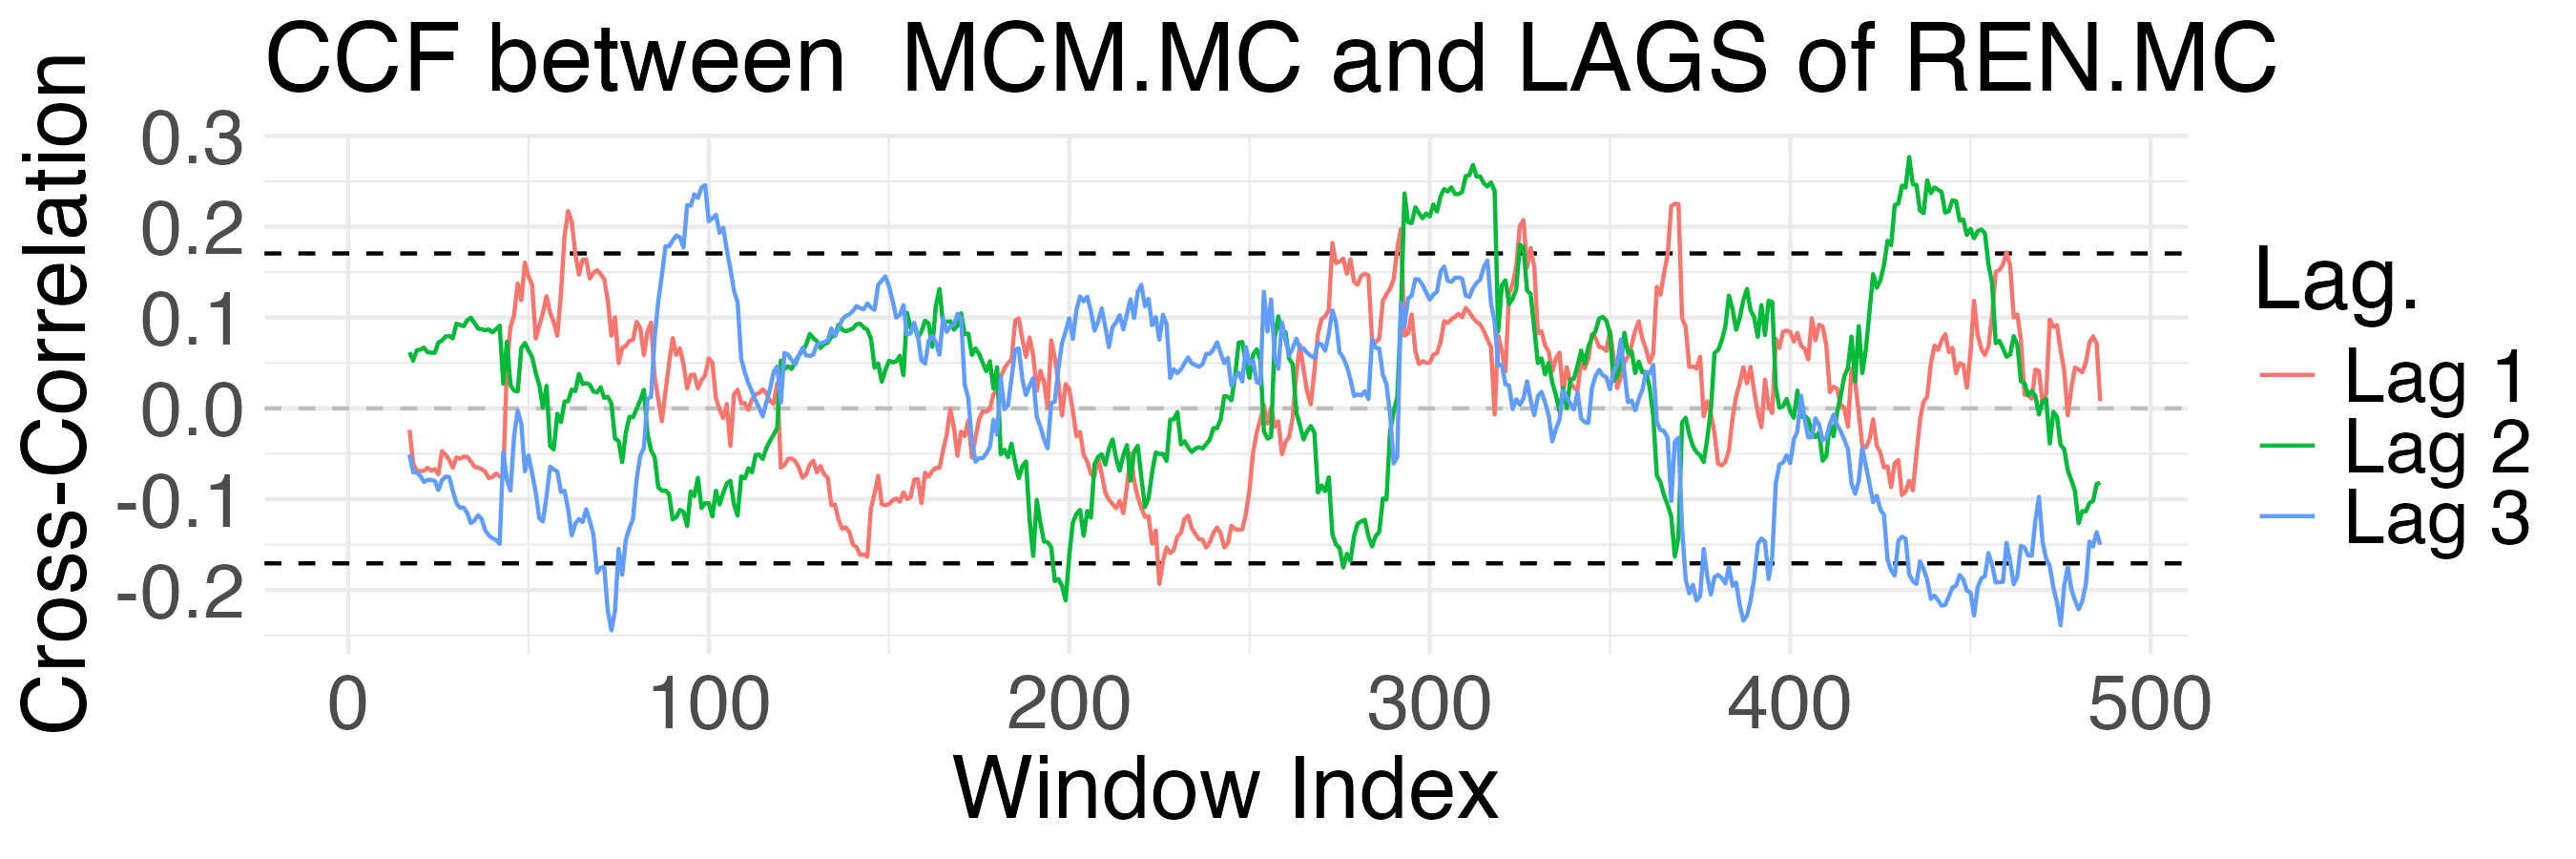 CCF between  MCM.MC and LAGS of REN.MC
Cross-Correlation
0.3
0.2
0.1
0.0
-0.1
-0.2
0 100 200 300 400 500
Window Index
Lag.
Lag 1
Lag 2
Lag 3